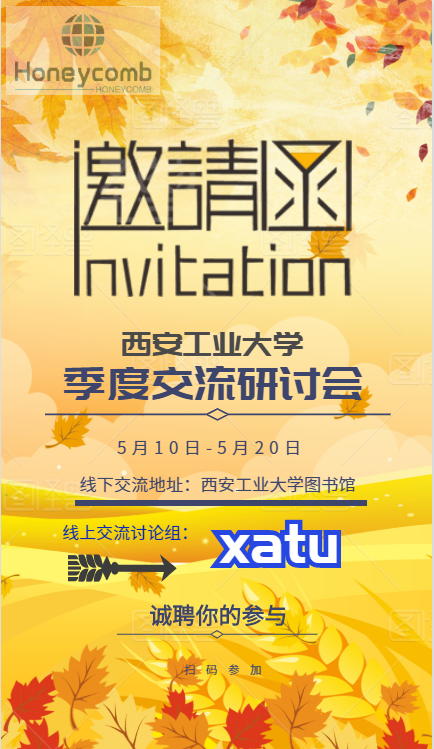 Honeycomb
HONEYCOMB
邀請函
Invitation
西安工业大学
季度交流研讨会
5月10日-5月20日
线下交流地址：西安工业大学图书馆
线上交流讨论组：
xatu
诚聘你的参与
扫码参加